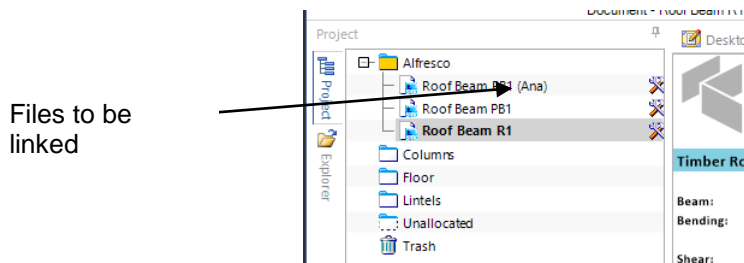 Document - Roof Beam R1
Project
Desktop
Files to be
linked
Alfresco
Roof Beam PB1 (Ana)
Roof Beam PB1
Roof Beam R1
Columns
Floor
Lintels
Unallocated
Trash
Project
Explorer
Timber Ro
Beam:
Bending:
Shear: